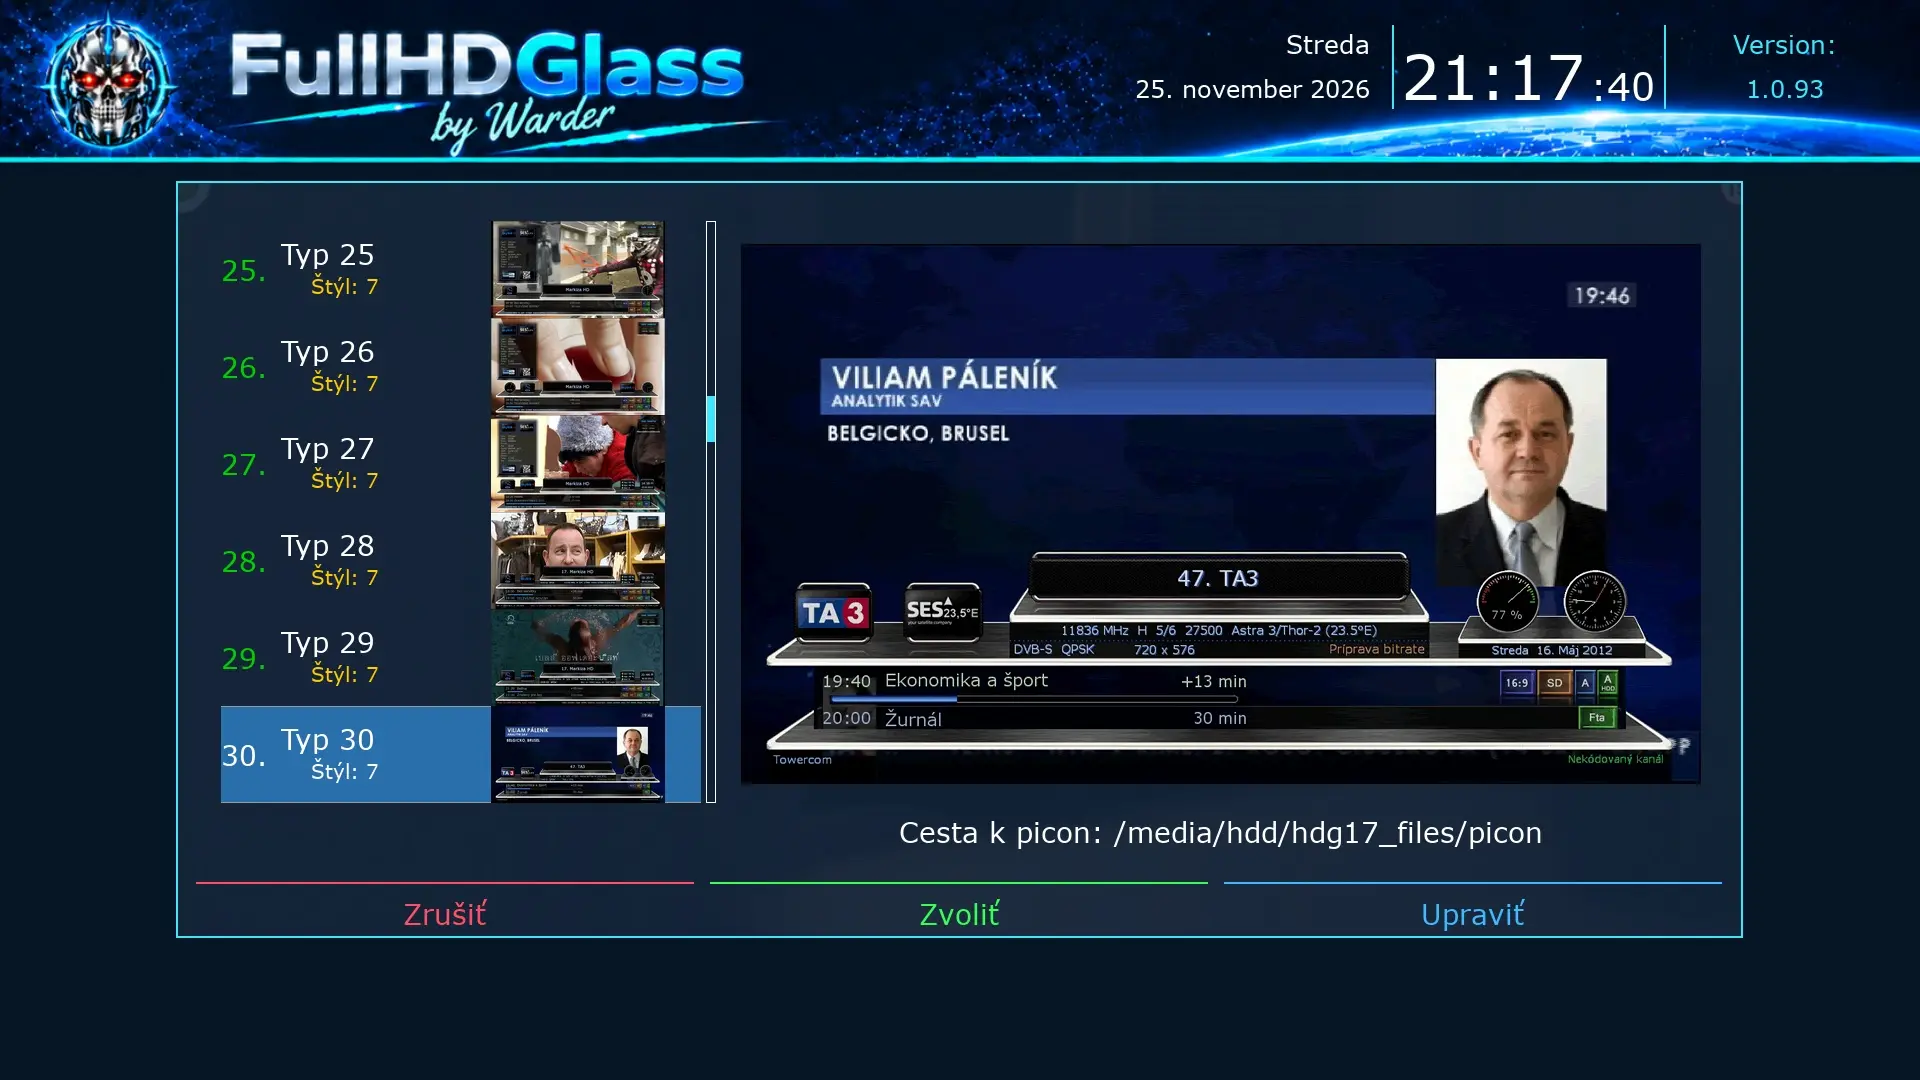 FullHDGlass
by Warder
Streda
25. november 2026
21:17:40
Version:
1.0.93
25.
Typ 25
Štýl: 7
26.
Typ 26
Štýl: 7
27.
Typ 27
Štýl: 7
28.
Typ 28
Štýl: 7
29.
Typ 29
Štýl: 7
30.
Typ 30
Štýl: 7
19:46
VILIAM PÁLENÍK
ANALYTIK SAV
BELGICKO, BRUSEL
47. TA3
TA3
SES 23,5°E
your satellite company
77 %
11836 MHz H 5/6 27500 Astra 3/Thor-2 (23.5°E)
DVB-S QPSK 720 x 576 Príprava bitrate
Streda 16. Máj 2012
19:40 Ekonomika a šport +13 min
16:9 SD A A HDD
20:00 Žurnál 30 min
Fta
Towercom
Nekódovaný kanál
Cesta k picon: /media/hdd/hdg17_files/picon
Zrušiť
Zvoliť
Upraviť